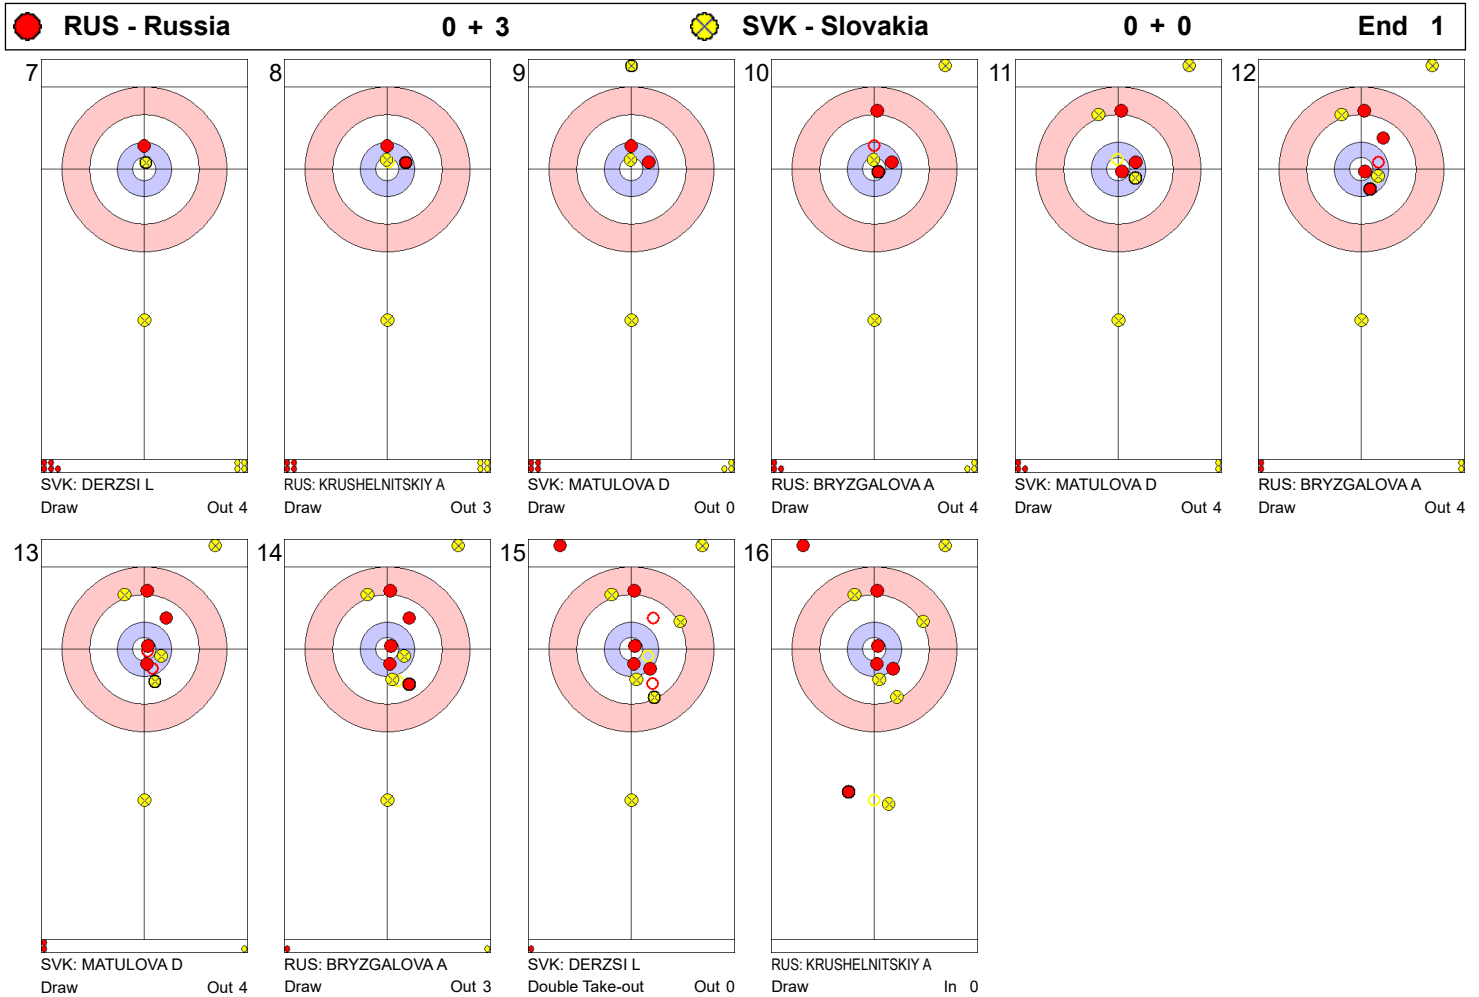 RUS - Russia 0 + 3 SVK - Slovakia 0 + 0 End 1
7 8 9 10 11 12
SVK: DERZSI L RUS: KRUSHELNITSKIY A SVK: MATULOVA D RUS: BRYZGALOVA A SVK: MATULOVA D RUS: BRYZGALOVA A
Draw Out 4 Draw Out 3 Draw Out 0 Draw Out 4 Draw Out 4 Draw Out 4
13 14 15 16
SVK: MATULOVA D RUS: BRYZGALOVA A SVK: DERZSI L RUS: KRUSHELNITSKIY A
Draw Out 4 Draw Out 3 Double Take-out Out 0 Draw In 0